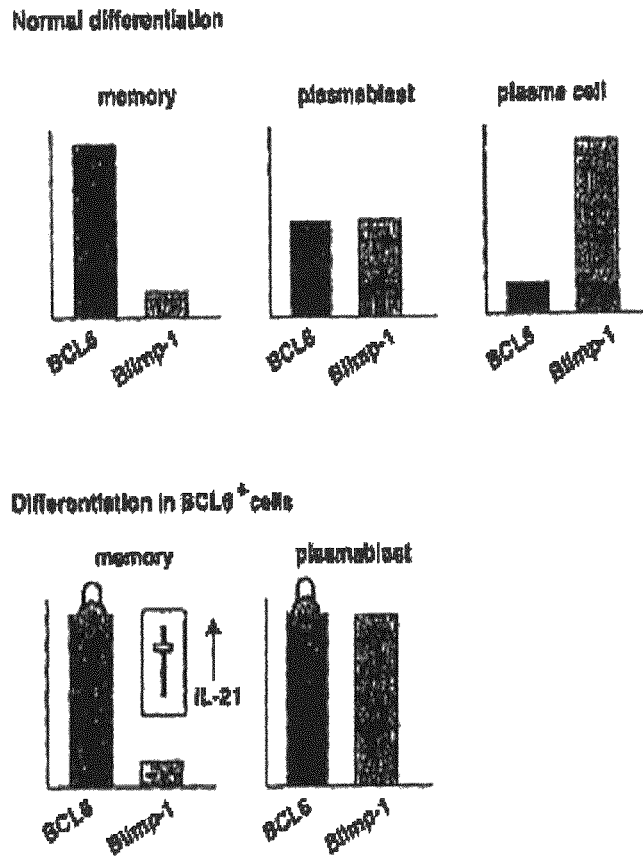 Normal differentiation
memory plasmablast plasma cell
BCL6 Blimp-1 BCL6 Blimp-1 BCL6 Blimp-1
Differentiation in BCL6+ cells
memory plasmablast
IL-21
BCL6 Blimp-1 BCL6 Blimp-1